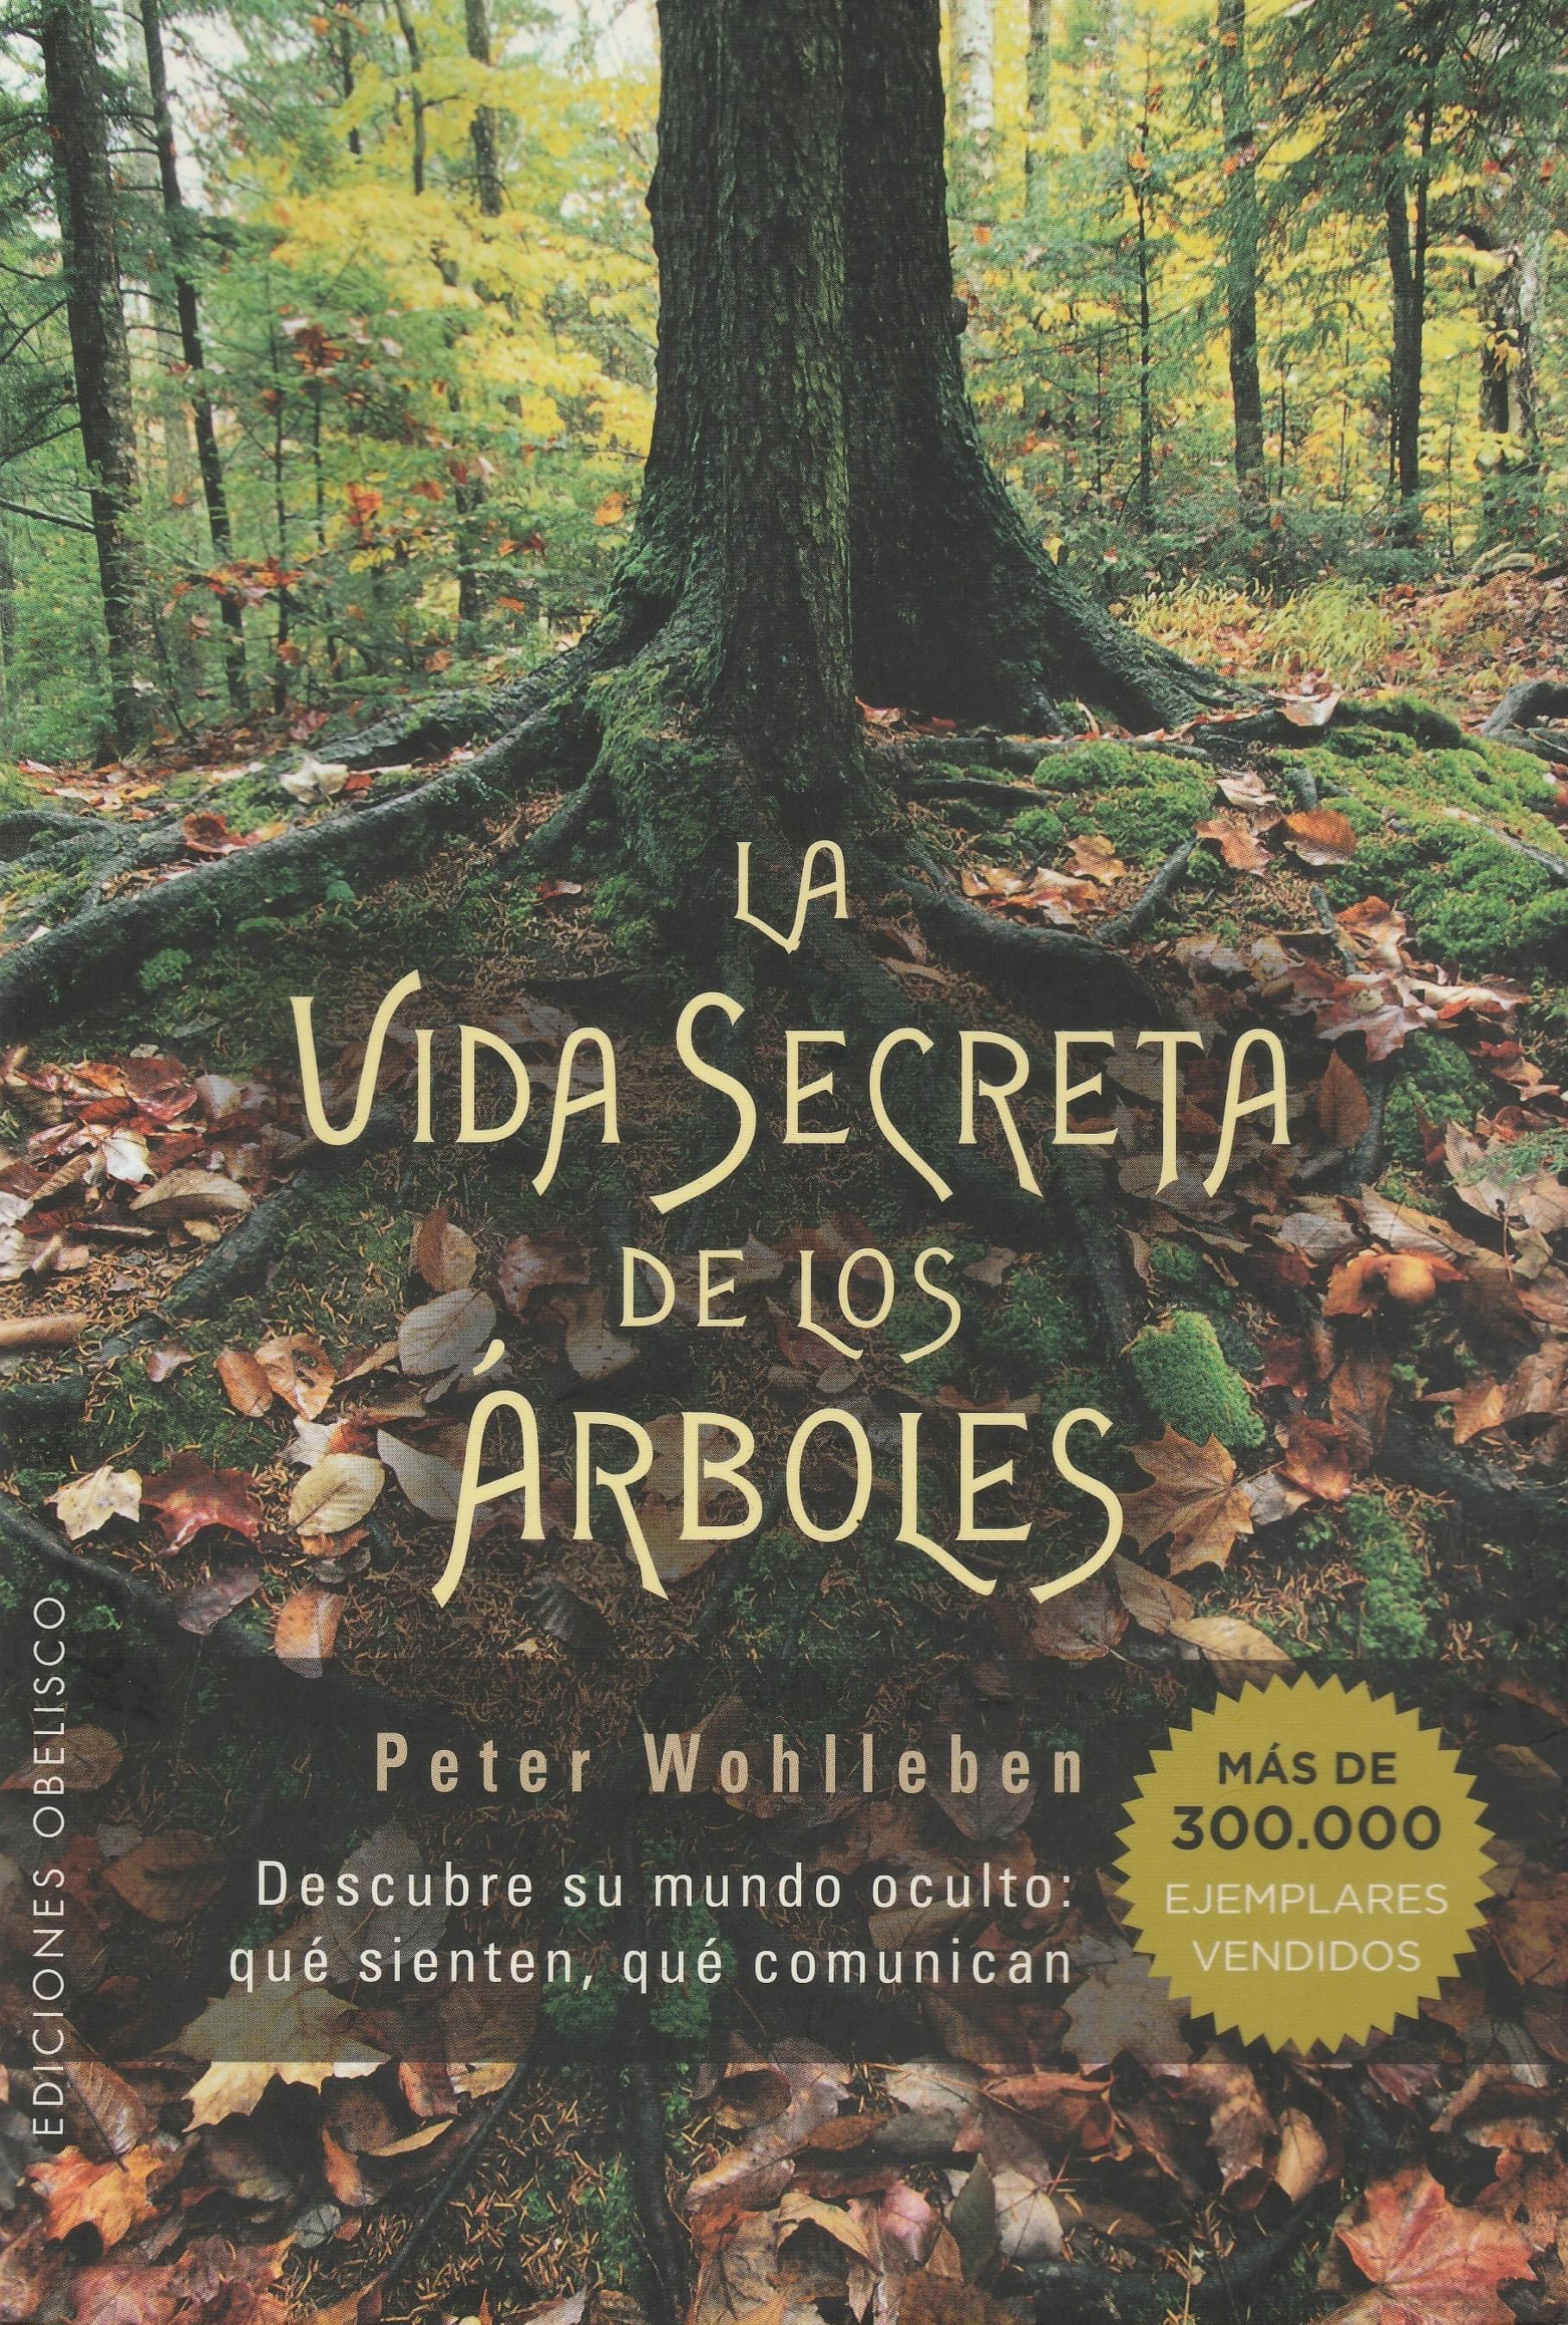 LA
VIDA SECRETA
DE LOS
ÁRBOLES
Peter Wohlleben
Descubre su mundo oculto:
qué sienten, qué comunican
MÁS DE
300.000
EJEMPLARES
VENDIDOS
EDICIONES OBELISCO